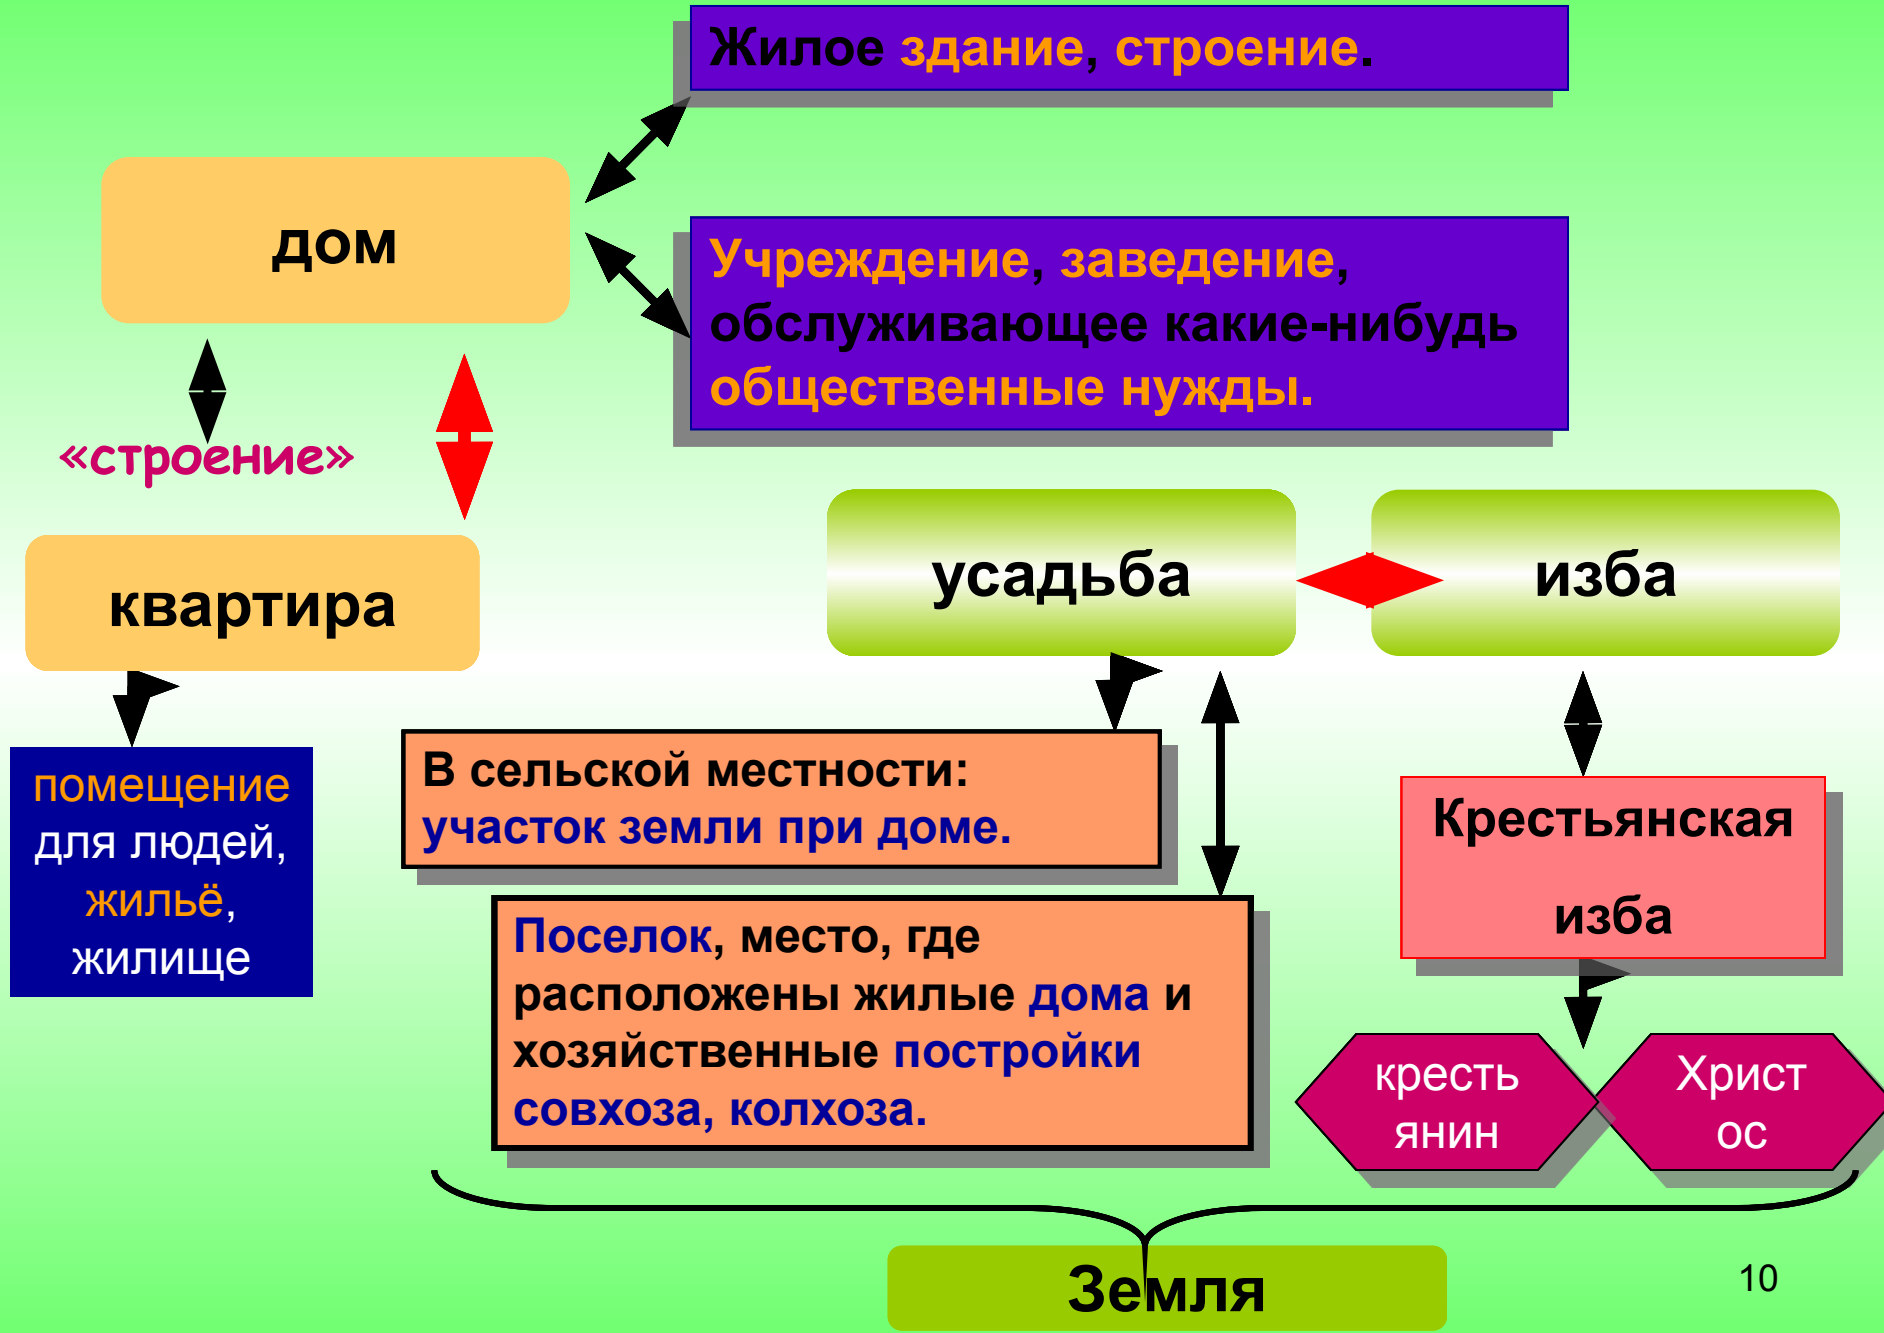 Жилое здание, строение.
дом
Учреждение, заведение,
обслуживающее какие-нибудь
общественные нужды.
«строение»
квартира
усадьба
изба
помещение
для людей,
жильё,
жилище
В сельской местности:
участок земли при доме.
Поселок, место, где
расположены жилые дома и
хозяйственные постройки
совхоза, колхоза.
Крестьянская
изба
кресть
янин
Христ
ос
Земля
10